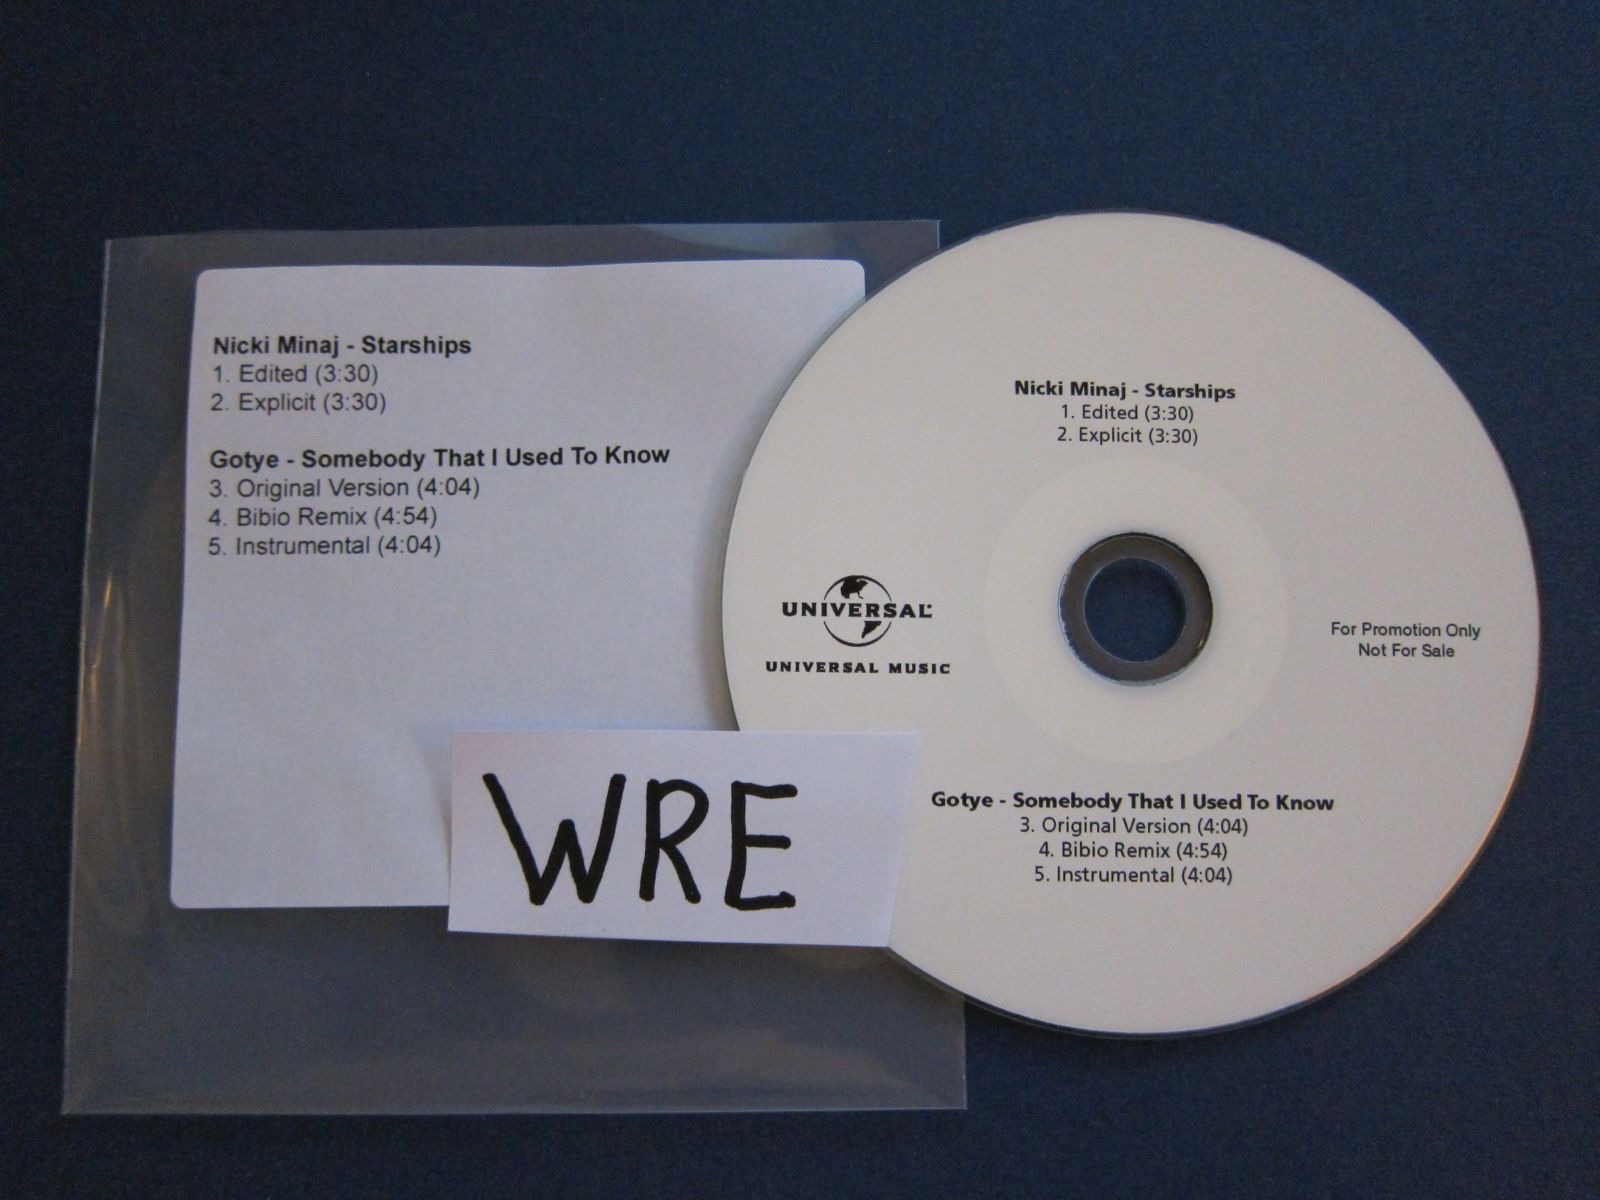 Nicki Minaj - Starships
1. Edited (3:30)
2. Explicit (3:30)
Gotye - Somebody That I Used To Know
3. Original Version (4:04)
4. Bibio Remix (4:54)
5. Instrumental (4:04)
WRE
Nicki Minaj - Starships
1. Edited (3:30)
2. Explicit (3:30)
UNIVERSAL
UNIVERSAL MUSIC
For Promotion Only
Not For Sale
Gotye - Somebody That I Used To Know
3. Original Version (4:04)
4. Bibio Remix (4:54)
5. Instrumental (4:04)